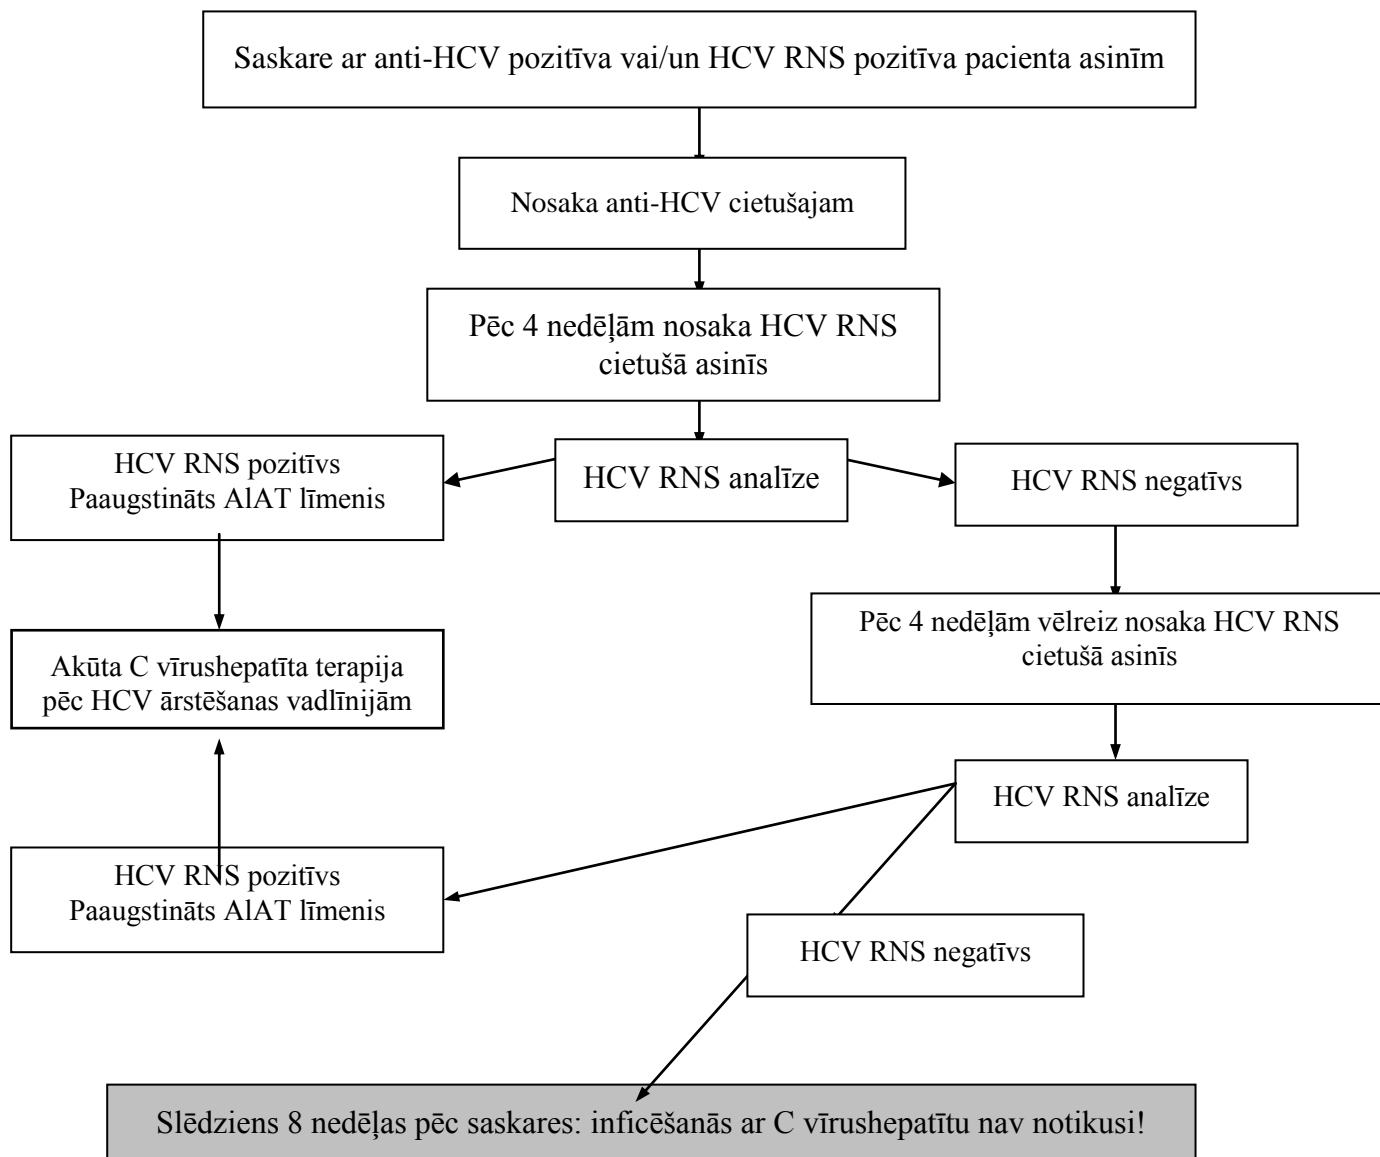 Saskare ar anti-HCV pozitīva vai/un HCV RNS pozitīva pacienta asinīm
Nosaka anti-HCV cietušajam
Pēc 4 nedēļām nosaka HCV RNS
cietušā asinīs
HCV RNS pozitīvs
Paaugstināts AlAT līmenis
HCV RNS analīze
HCV RNS negatīvs
Akūta C vīrushepatīta terapija
pēc HCV ārstēšanas vadlīnijām
Pēc 4 nedēļām vēlreiz nosaka HCV RNS
cietušā asinīs
HCV RNS analīze
HCV RNS pozitīvs
Paaugstināts AlAT līmenis
HCV RNS negatīvs
Slēdziens 8 nedēļas pēc saskares: inficēšanās ar C vīrushepatītu nav notikusi!